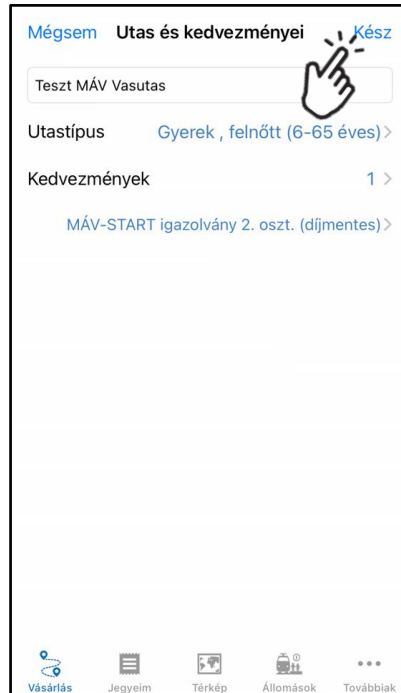 Mégsem Utas és kedvezményei Kész
Teszt MÁV Vasutas
Utastípus Gyerek , felnőtt (6-65 éves) >
Kedvezmények 1 >
MÁV-START igazolvány 2. oszt. (díjmentes) >
Vásárlás Jegyeim Térkép Állomások Továbbiak